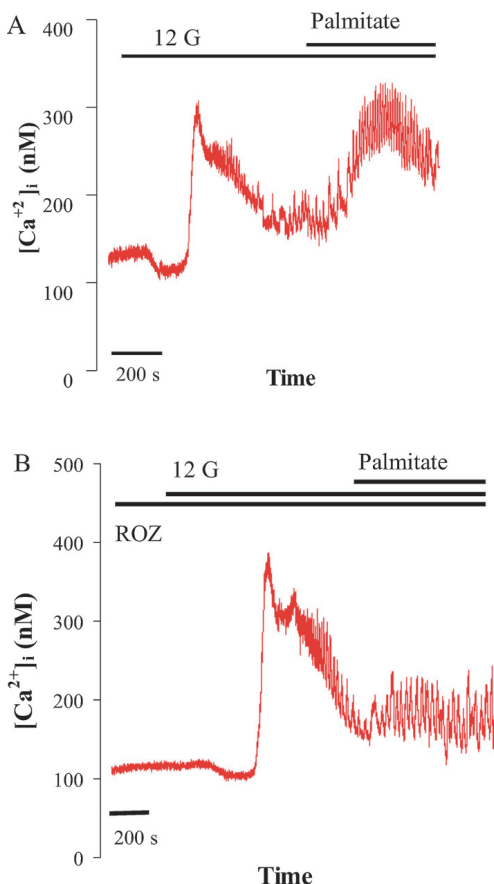 A
Palmitate
12 G
400
300
200
100
0
[Ca⁺²]ᵢ (nM)
200 s
Time
B
Palmitate
12 G
ROZ
500
400
300
200
100
0
[Ca²⁺]ᵢ (nM)
200 s
Time